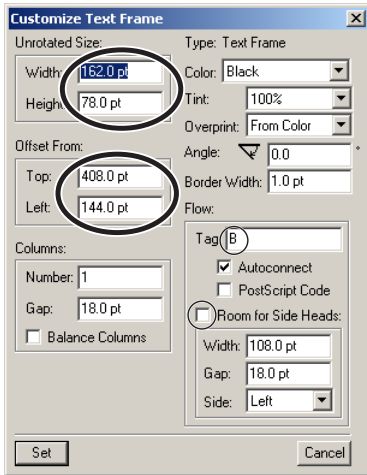 Customize Text Frame
Unrotated Size:
Width: 162.0 pt
Height: 78.0 pt
Offset From:
Top: 408.0 pt
Left: 144.0 pt
Columns:
Number: 1
Gap: 18.0 pt
Balance Columns
Type: Text Frame
Color: Black
Tint: 100%
Overprint: From Color
Angle: 0.0 °
Border Width: 1.0 pt
Flow:
Tag: B
Autoconnect
PostScript Code
Room for Side Heads:
Width: 108.0 pt
Gap: 18.0 pt
Side: Left
Set
Cancel